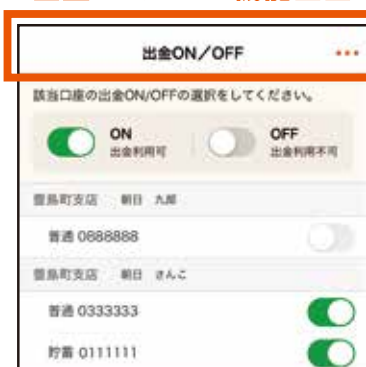 出金ON/OFF
該当口座の出金ON/OFFの選択をしてください。
ON
出金利用可
OFF
出金利用不可
豊島町支店 朝日 九郎
普通 0888888
豊島町支店 朝日 さんこ
普通 0333333
貯蓄 0111111